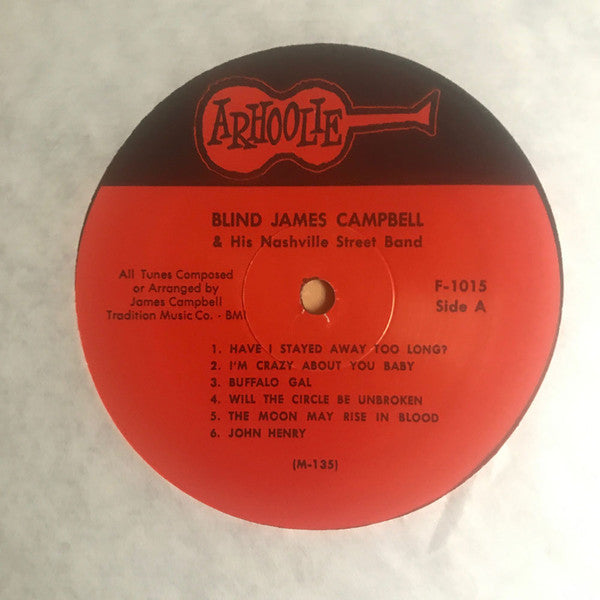 ARHOOLIE
BLIND JAMES CAMPBELL
& His Nashville Street Band
All Tunes Composed
or Arranged by
James Campbell
Tradition Music Co. - BMI
F-1015
Side A
1. HAVE I STAYED AWAY TOO LONG?
2. I'M CRAZY ABOUT YOU BABY
3. BUFFALO GAL
4. WILL THE CIRCLE BE UNBROKEN
5. THE MOON MAY RISE IN BLOOD
6. JOHN HENRY
(M-135)